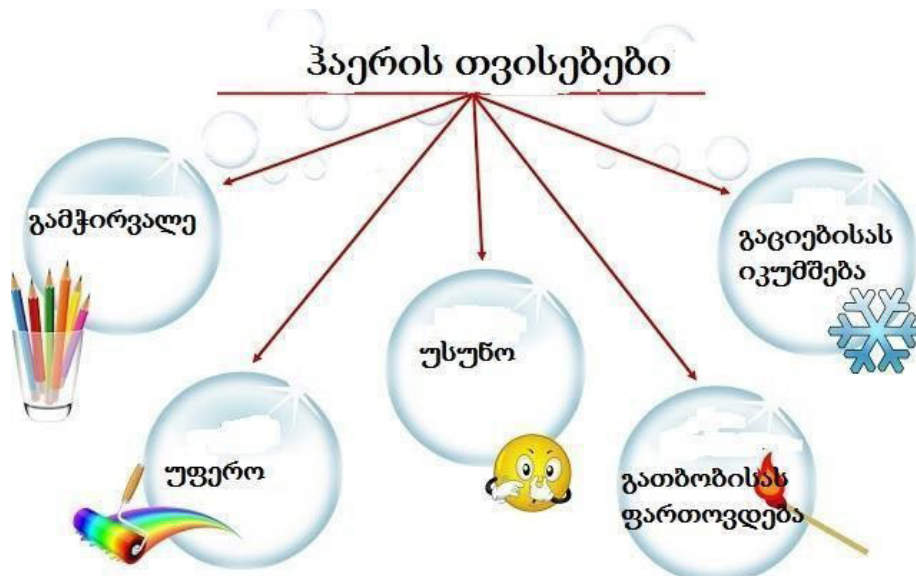 ჰაერის თვისებები
გამჭირვალე
გაციებისას
იკუმშება
უსუნო
უფერო
გათბობისას
ფართოვდება